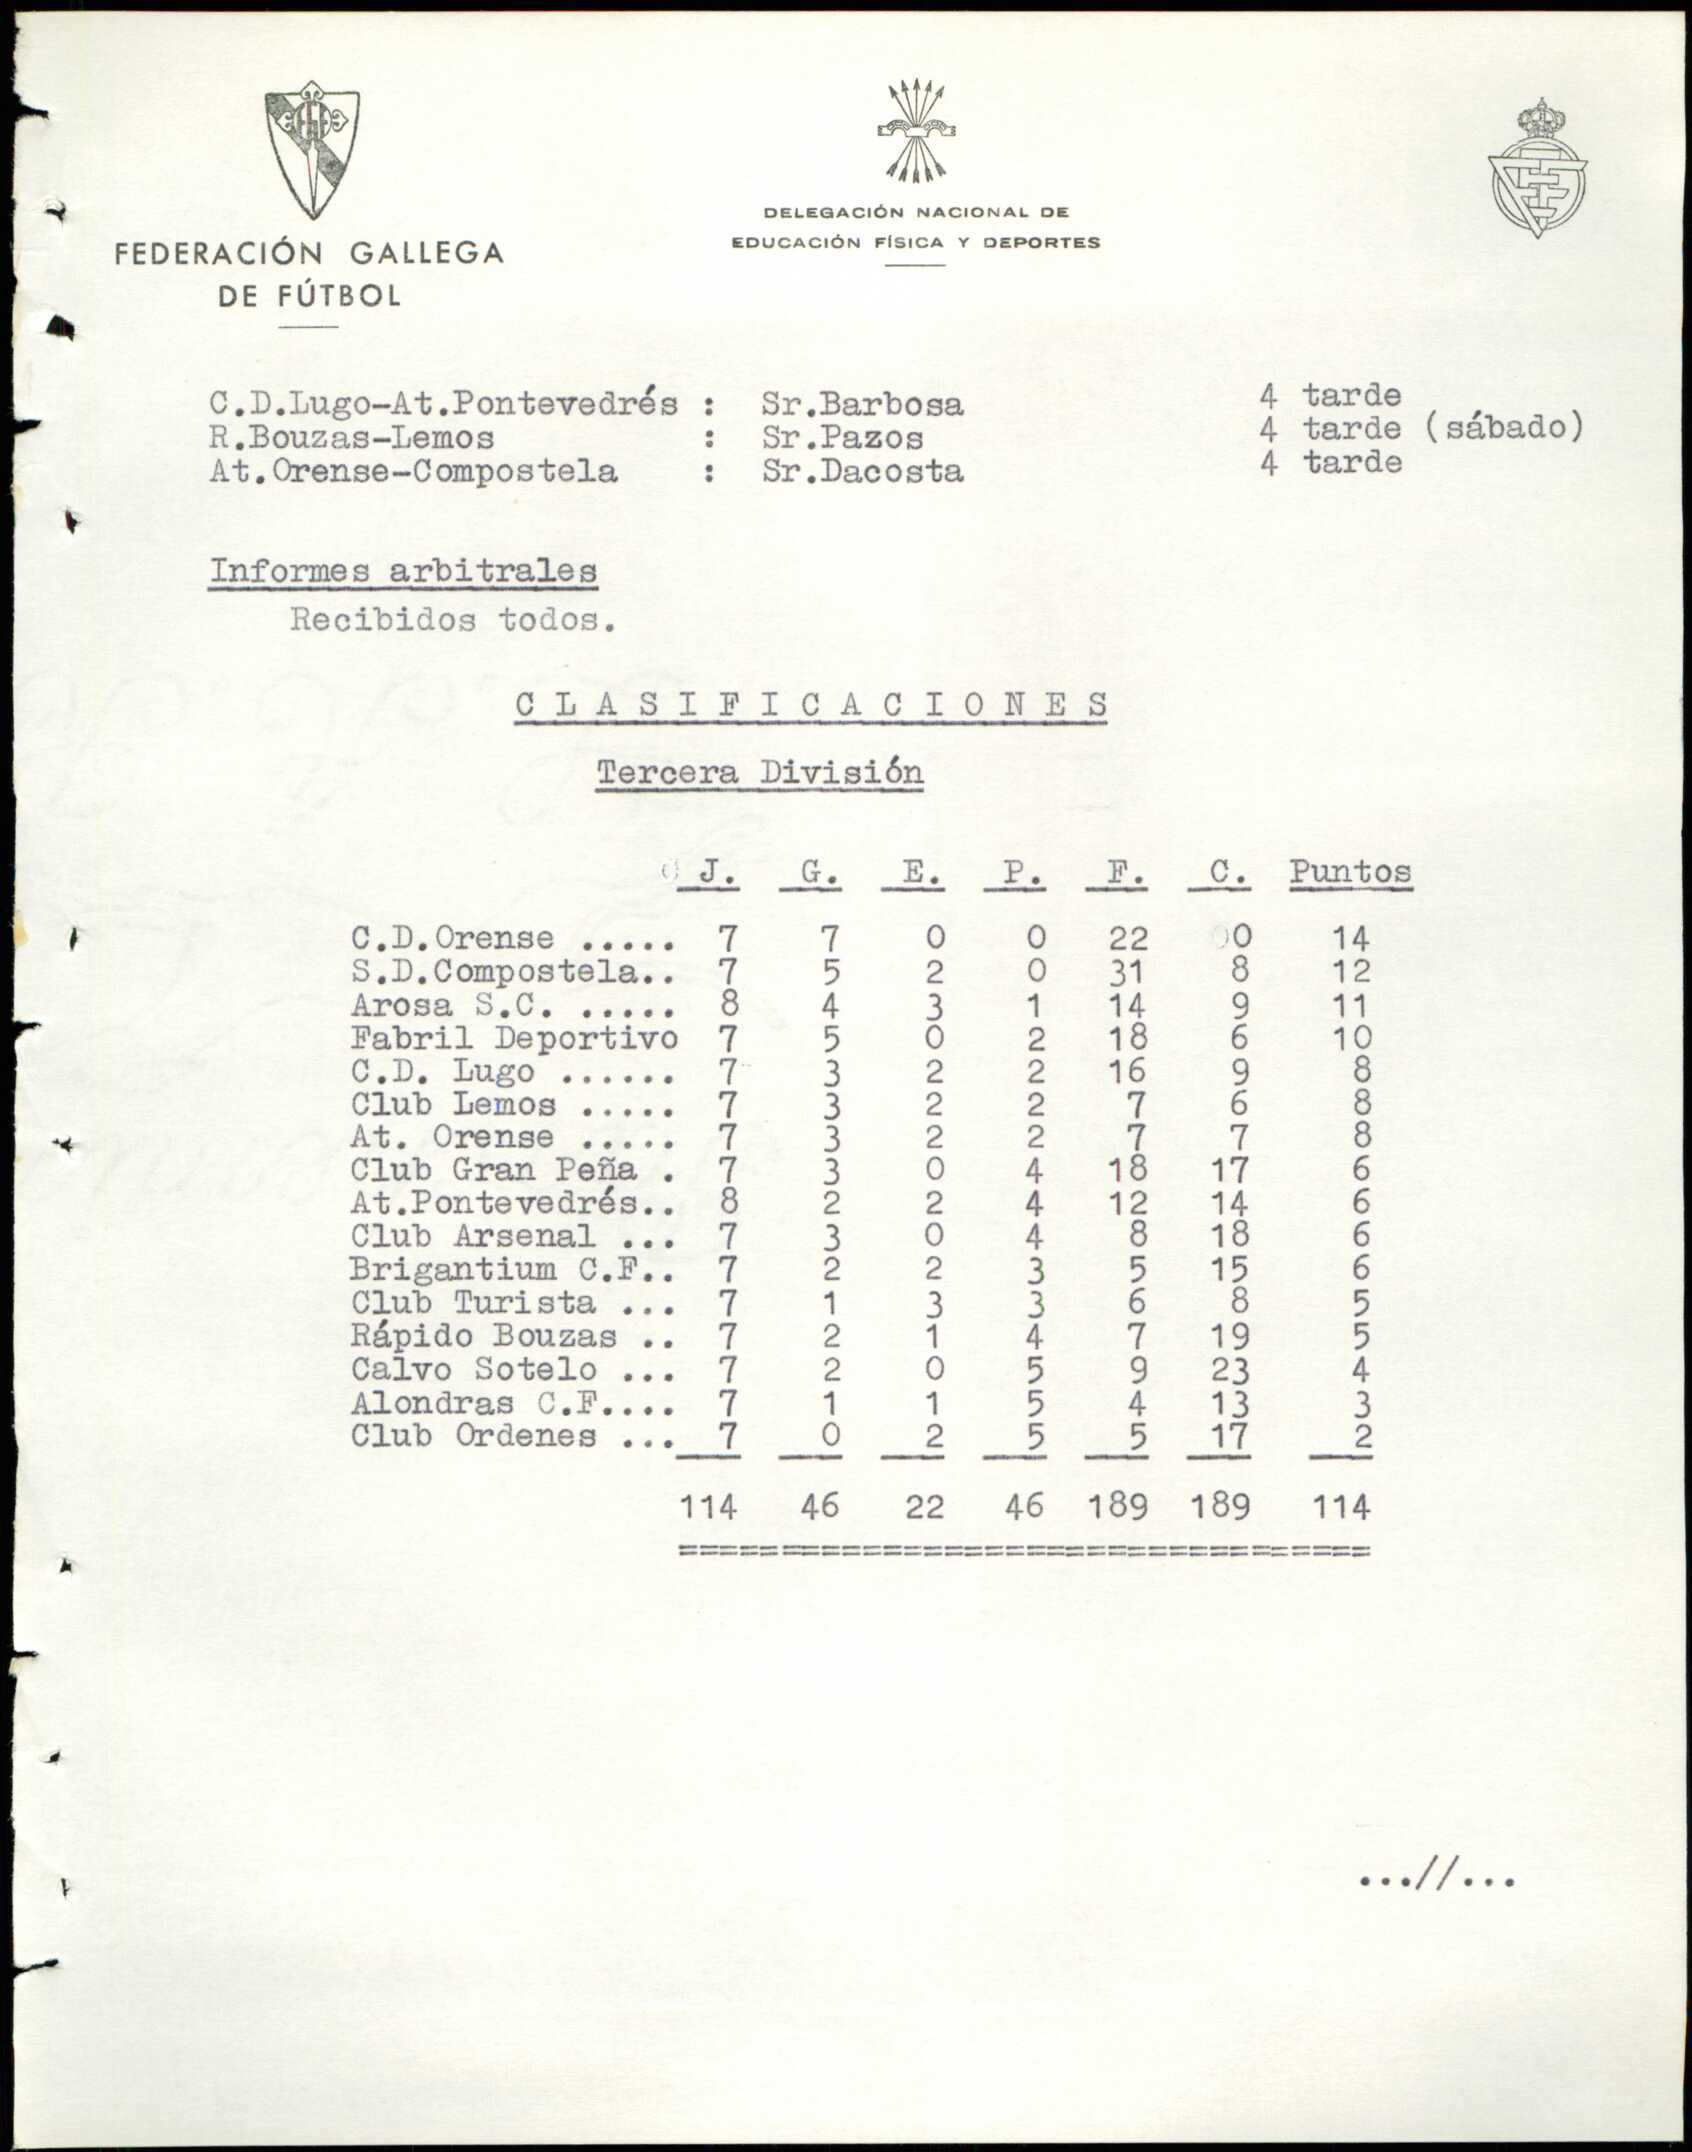 FEDERACIÓN GALLEGA
DE FÚTBOL
DELEGACIÓN NACIONAL DE
EDUCACIÓN FÍSICA Y DEPORTES
C.D.Lugo-At.Pontevedrés : Sr.Barbosa 4 tarde
R.Bouzas-Lemos : Sr.Pazos 4 tarde (sábado)
At.Orense-Compostela : Sr.Dacosta 4 tarde
Informes arbitrales
Recibidos todos.
C L A S I F I C A C I O N E S
Tercera División
J. G. E. P. F. C. Puntos
C.D.Orense ..... 7 7 0 0 22 0 14
S.D.Compostela.. 7 5 2 0 31 8 12
Arosa S.C. ..... 8 4 3 1 14 9 11
Fabril Deportivo 7 5 0 2 18 6 10
C.D. Lugo ...... 7 3 2 2 16 9 8
Club Lemos ..... 7 3 2 2 7 6 8
At. Orense ..... 7 3 2 2 7 7 8
Club Gran Peña . 7 3 0 4 18 17 6
At.Pontevedrés.. 8 2 2 4 12 14 6
Club Arsenal ... 7 3 0 4 8 18 6
Brigantium C.F.. 7 2 2 3 5 15 6
Club Turista ... 7 1 3 3 6 8 5
Rápido Bouzas .. 7 2 1 4 7 19 5
Calvo Sotelo ... 7 2 0 5 9 23 4
Alondras C.F.... 7 1 1 5 4 13 3
Club Ordenes ... 7 0 2 5 5 17 2
114 46 22 46 189 189 114
==================================
...//...